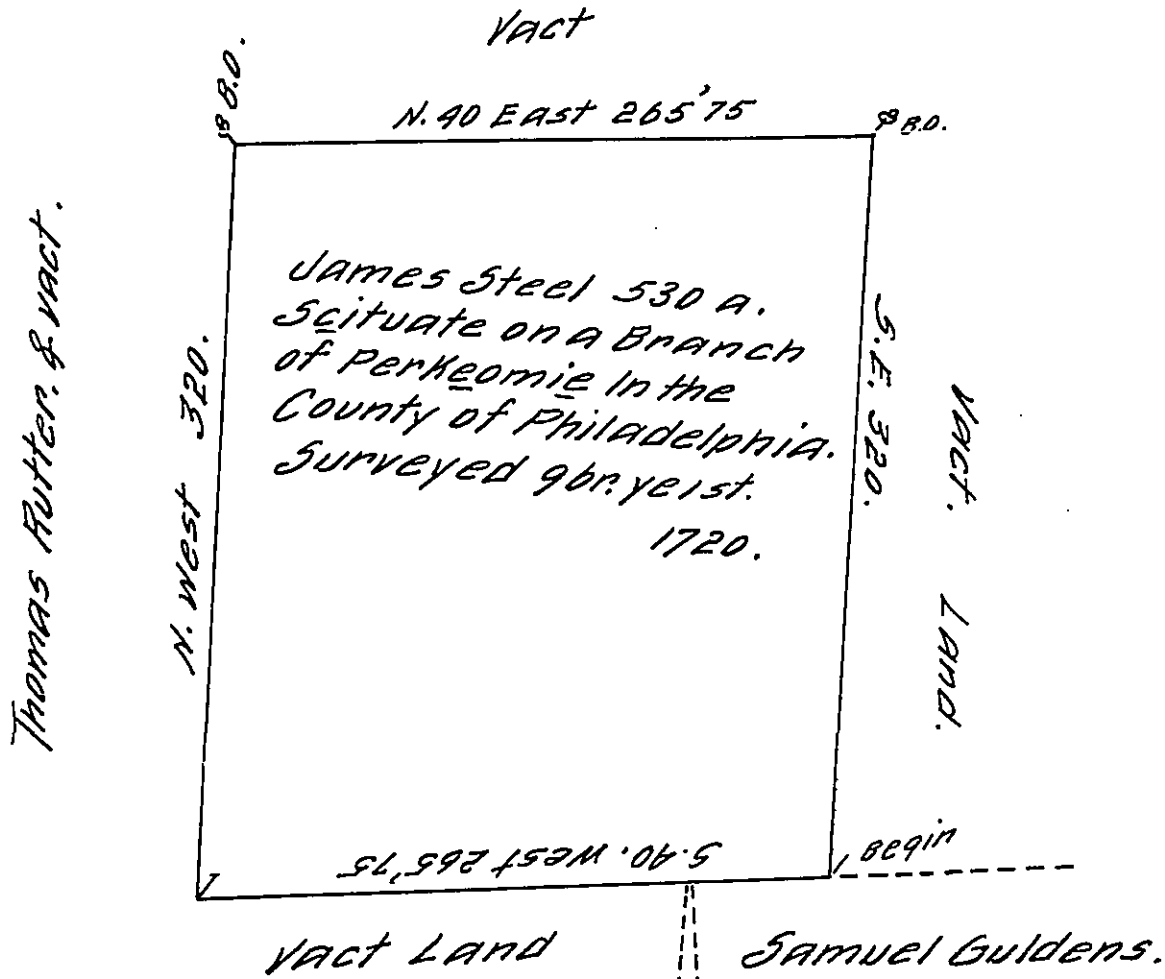 Vact
B.O.
N. 40 East 265'75
B.O.
Thomas Rutter. & vact.
N. West 320.
James Steel 530 a.
Scituate on a Branch
of Perkeomie In the
County of Philadelphia.
Surveyed 9br. ye 1st.
1720.
S.E. 320.
Vact. Land.
S. 40. West 265'75
Begin
Vact Land
Samuel Guldens.